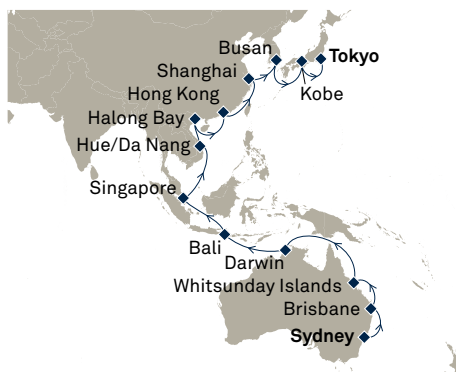 Busan
Tokyo
Shanghai
Kobe
Hong Kong
Halong Bay
Hue/Da Nang
Singapore
Bali
Darwin
Whitsunday Islands
Brisbane
Sydney